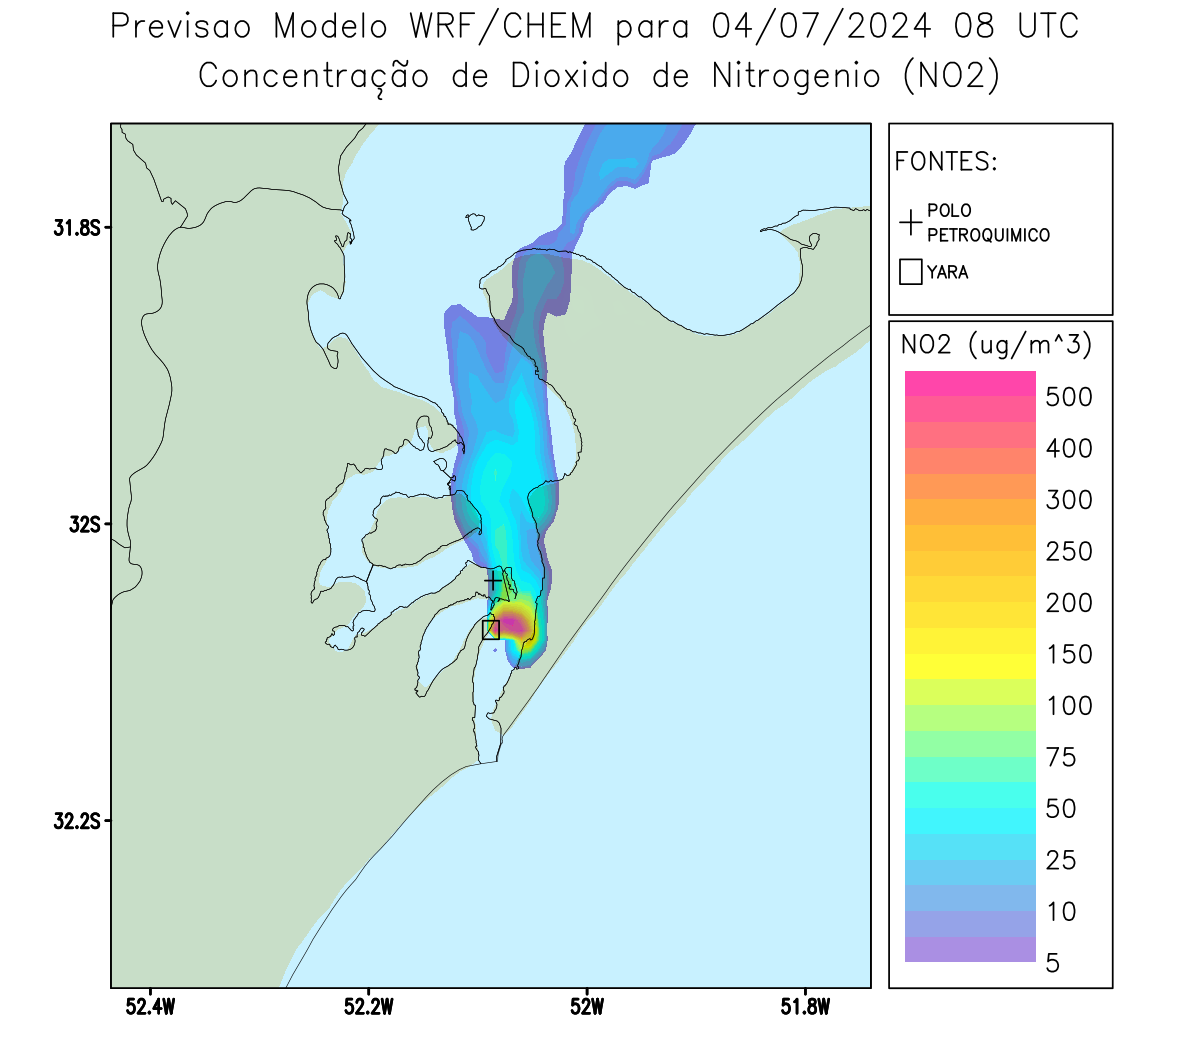 Previsao Modelo WRF/CHEM para 04/07/2024 08 UTC
Concentração de Dioxido de Nitrogenio (NO2)
FONTES:
POLO
PETROQUIMICO
YARA
NO2 (ug/m^3)
500
400
300
250
200
150
100
75
50
25
10
5
31.8S
32S
32.2S
52.4W
52.2W
52W
51.8W